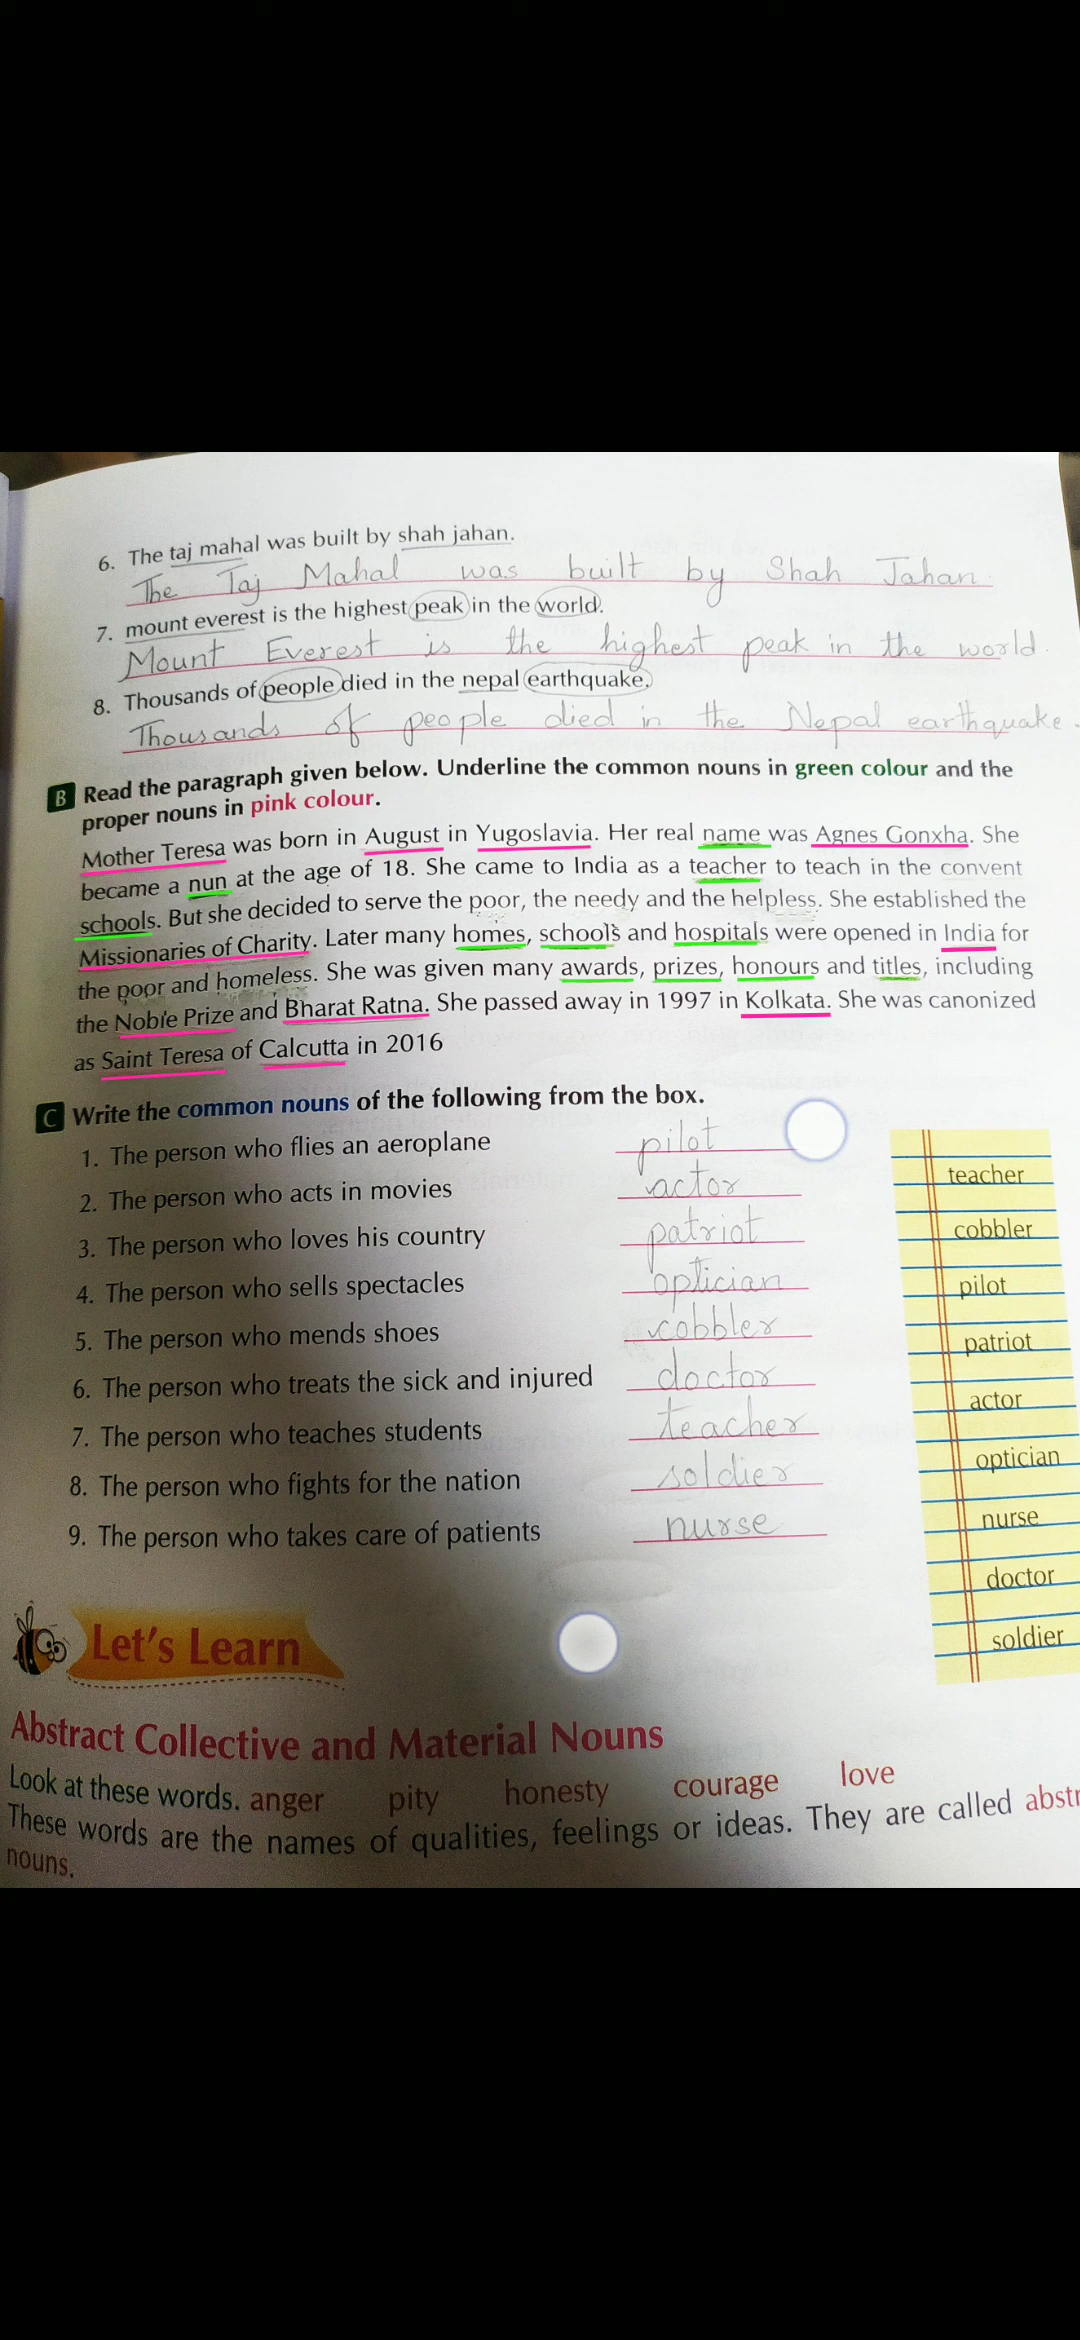 6. The taj mahal was built by shah jahan.
The Taj Mahal was built by Shah Jahan.
7. mount everest is the highest peak in the world.
Mount Everest is the highest peak in the world.
8. Thousands of people died in the nepal earthquake.
Thousands of people died in the Nepal earthquake.
B Read the paragraph given below. Underline the common nouns in green colour and the
proper nouns in pink colour.
Mother Teresa was born in August in Yugoslavia. Her real name was Agnes Gonxha. She
became a nun at the age of 18. She came to India as a teacher to teach in the convent
schools. But she decided to serve the poor, the needy and the helpless. She established the
Missionaries of Charity. Later many homes, schools and hospitals were opened in India for
the poor and homeless. She was given many awards, prizes, honours and titles, including
the Noble Prize and Bharat Ratna. She passed away in 1997 in Kolkata. She was canonized
as Saint Teresa of Calcutta in 2016
C Write the common nouns of the following from the box.
1. The person who flies an aeroplane pilot
2. The person who acts in movies actor
3. The person who loves his country patriot
4. The person who sells spectacles optician
5. The person who mends shoes cobbler
6. The person who treats the sick and injured doctor
7. The person who teaches students teacher
8. The person who fights for the nation soldier
9. The person who takes care of patients nurse
teacher
cobbler
pilot
patriot
actor
optician
nurse
doctor
soldier
Let's Learn
Abstract Collective and Material Nouns
Look at these words. anger pity honesty courage love
These words are the names of qualities, feelings or ideas. They are called abstr
nouns.